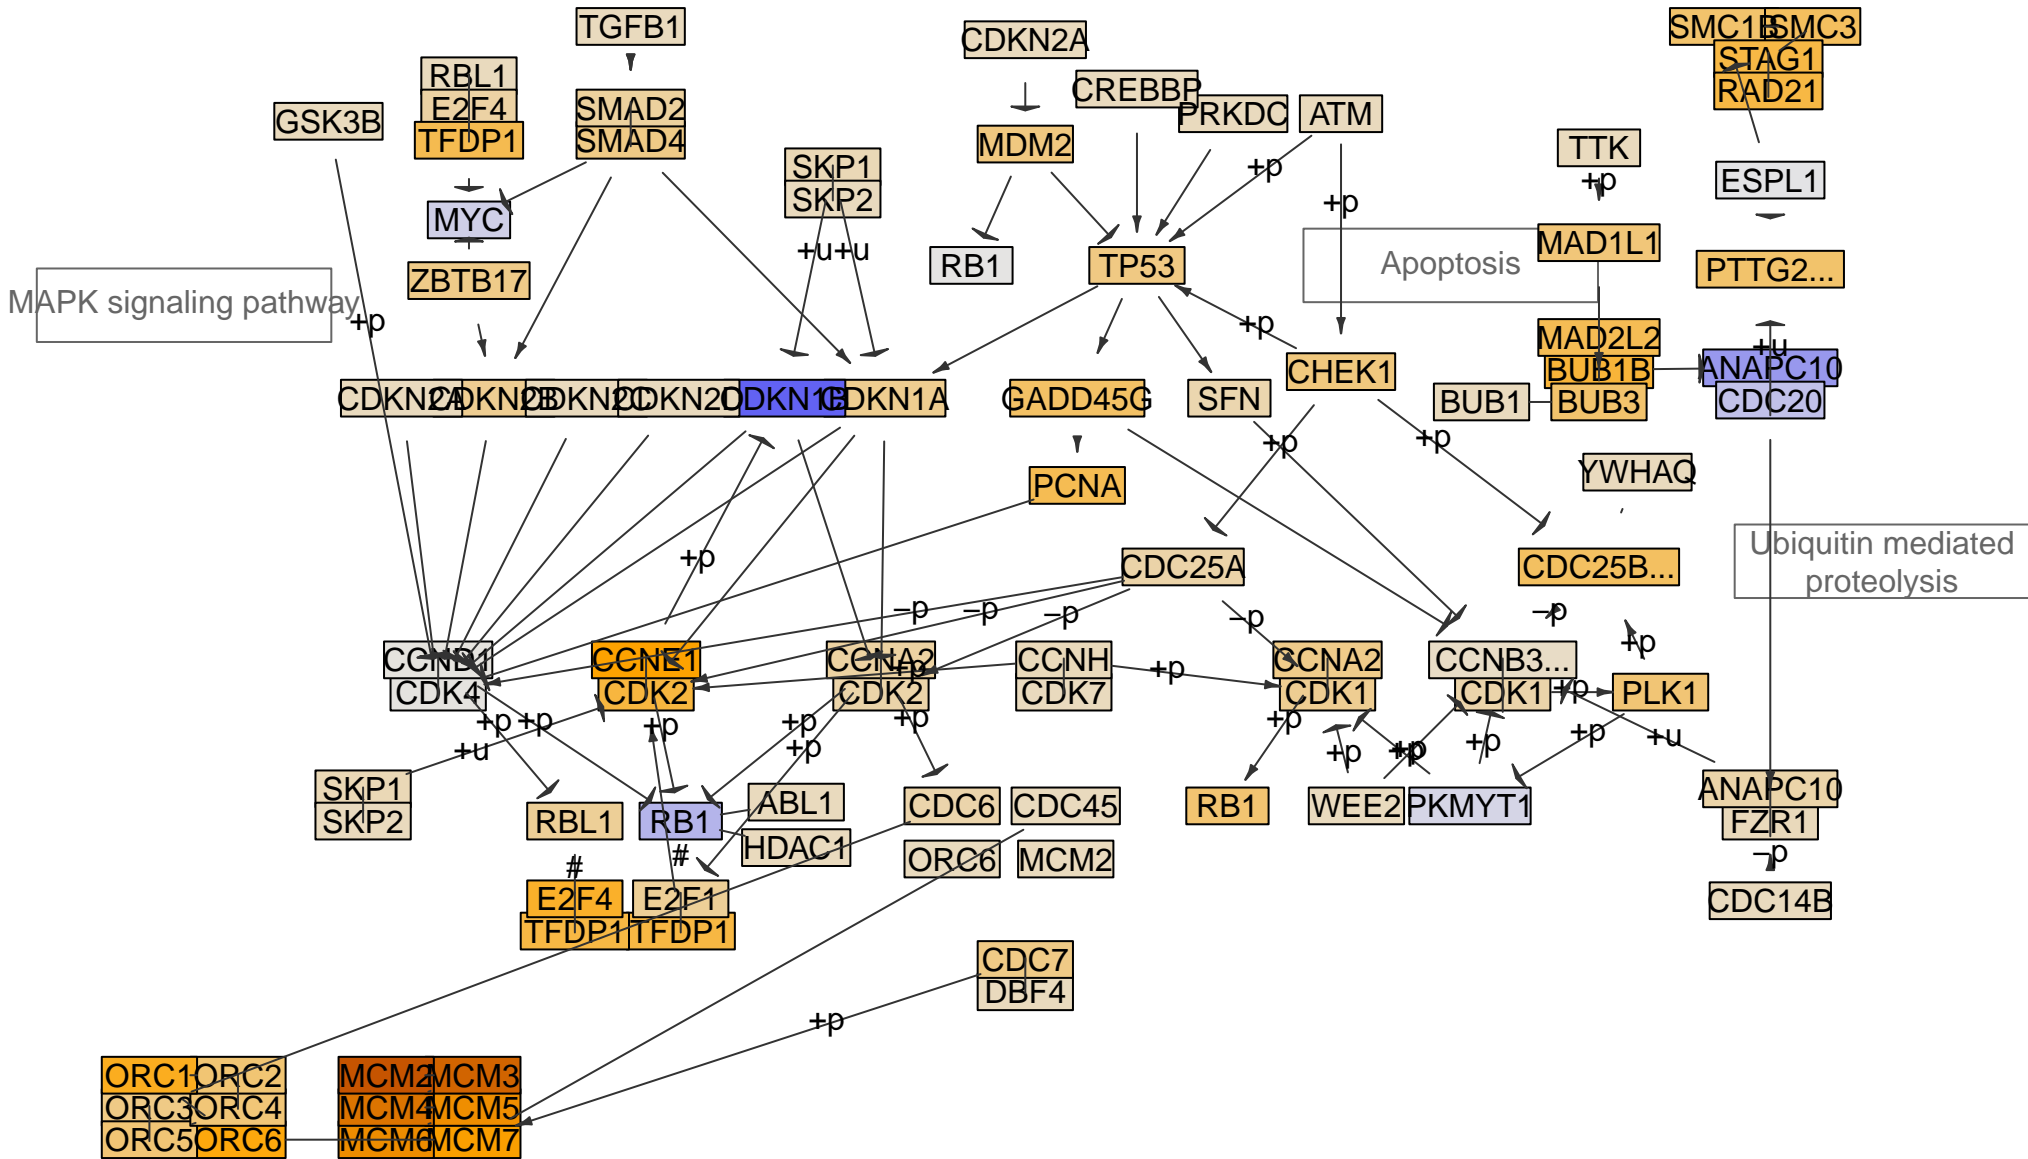 TGFB1
CDKN2A
SMC1B
SMC3
RBL1
STAG1
CREBBP
RAD21
E2F4
SMAD2
GSK3B
PRKDC
ATM
TFDP1
SMAD4
MDM2
TTK
SKP1
+p
+p
ESPL1
SKP2
+p
MYC
MAD1L1
+u+u
RB1
TP53
Apoptosis
PTTG2...
ZBTB17
MAPK signaling pathway
+p
+p
MAD2L2
+u
CHEK1
BUB1B
ANAPC10
CDKN2A
CDKN2B
CDKN2C
CDKN2D
CDKN1B
CDKN1A
GADD45G
SFN
BUB1
BUB3
CDC20
+p
+p
YWHAQ
PCNA
Ubiquitin mediated
proteolysis
+p
CDC25A
CDC25B...
−p
−p
−p
−p
−p
+p
CCND1
CCNE1
CCNA2
CCNH
CCNA2
CCNB3...
+p
+p
CDK4
CDK2
CDK2
CDK7
CDK1
CDK1
+p
PLK1
+p
+p
+p
+p
+p
+p
+p
+u
+p
+p
+p
+p
+p
+u
SKP1
ANAPC10
ABL1
CDC6
CDC45
RB1
WEE2
PKMYT1
SKP2
RBL1
RB1
FZR1
HDAC1
ORC6
MCM2
−p
#
#
E2F4
E2F1
CDC14B
TFDP1
TFDP1
CDC7
DBF4
+p
ORC1
ORC2
MCM2
MCM3
ORC3
ORC4
MCM4
MCM5
ORC5
ORC6
MCM6
MCM7